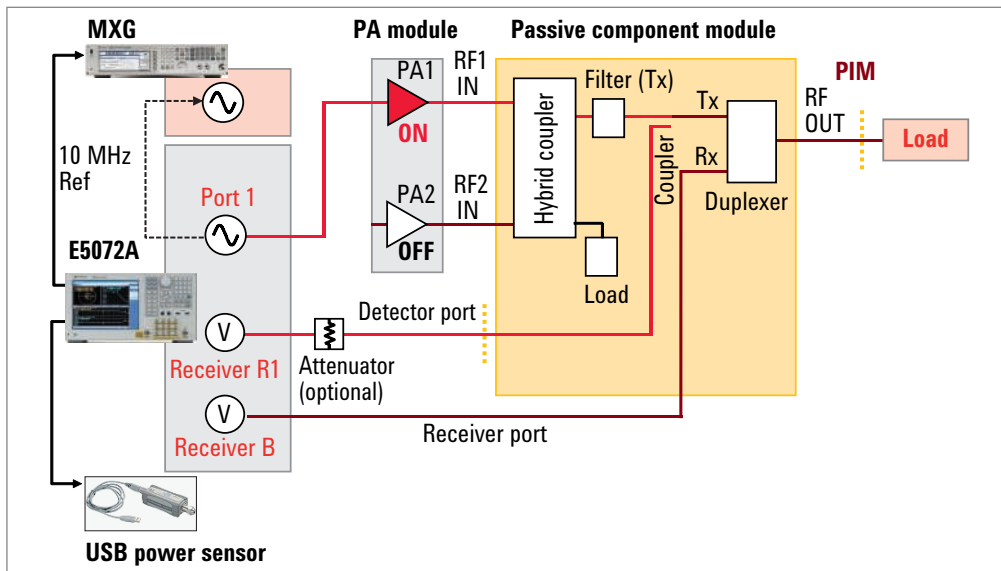 MXG
PA module
Passive component module
PA1
RF1
IN
ON
Filter (Tx)
Tx
PIM
RF
OUT
Load
10 MHz
Ref
Port 1
Hybrid coupler
Coupler
Rx
Duplexer
PA2
RF2
IN
OFF
Load
E5072A
V
Receiver R1
Detector port
Attenuator
(optional)
V
Receiver B
Receiver port
USB power sensor